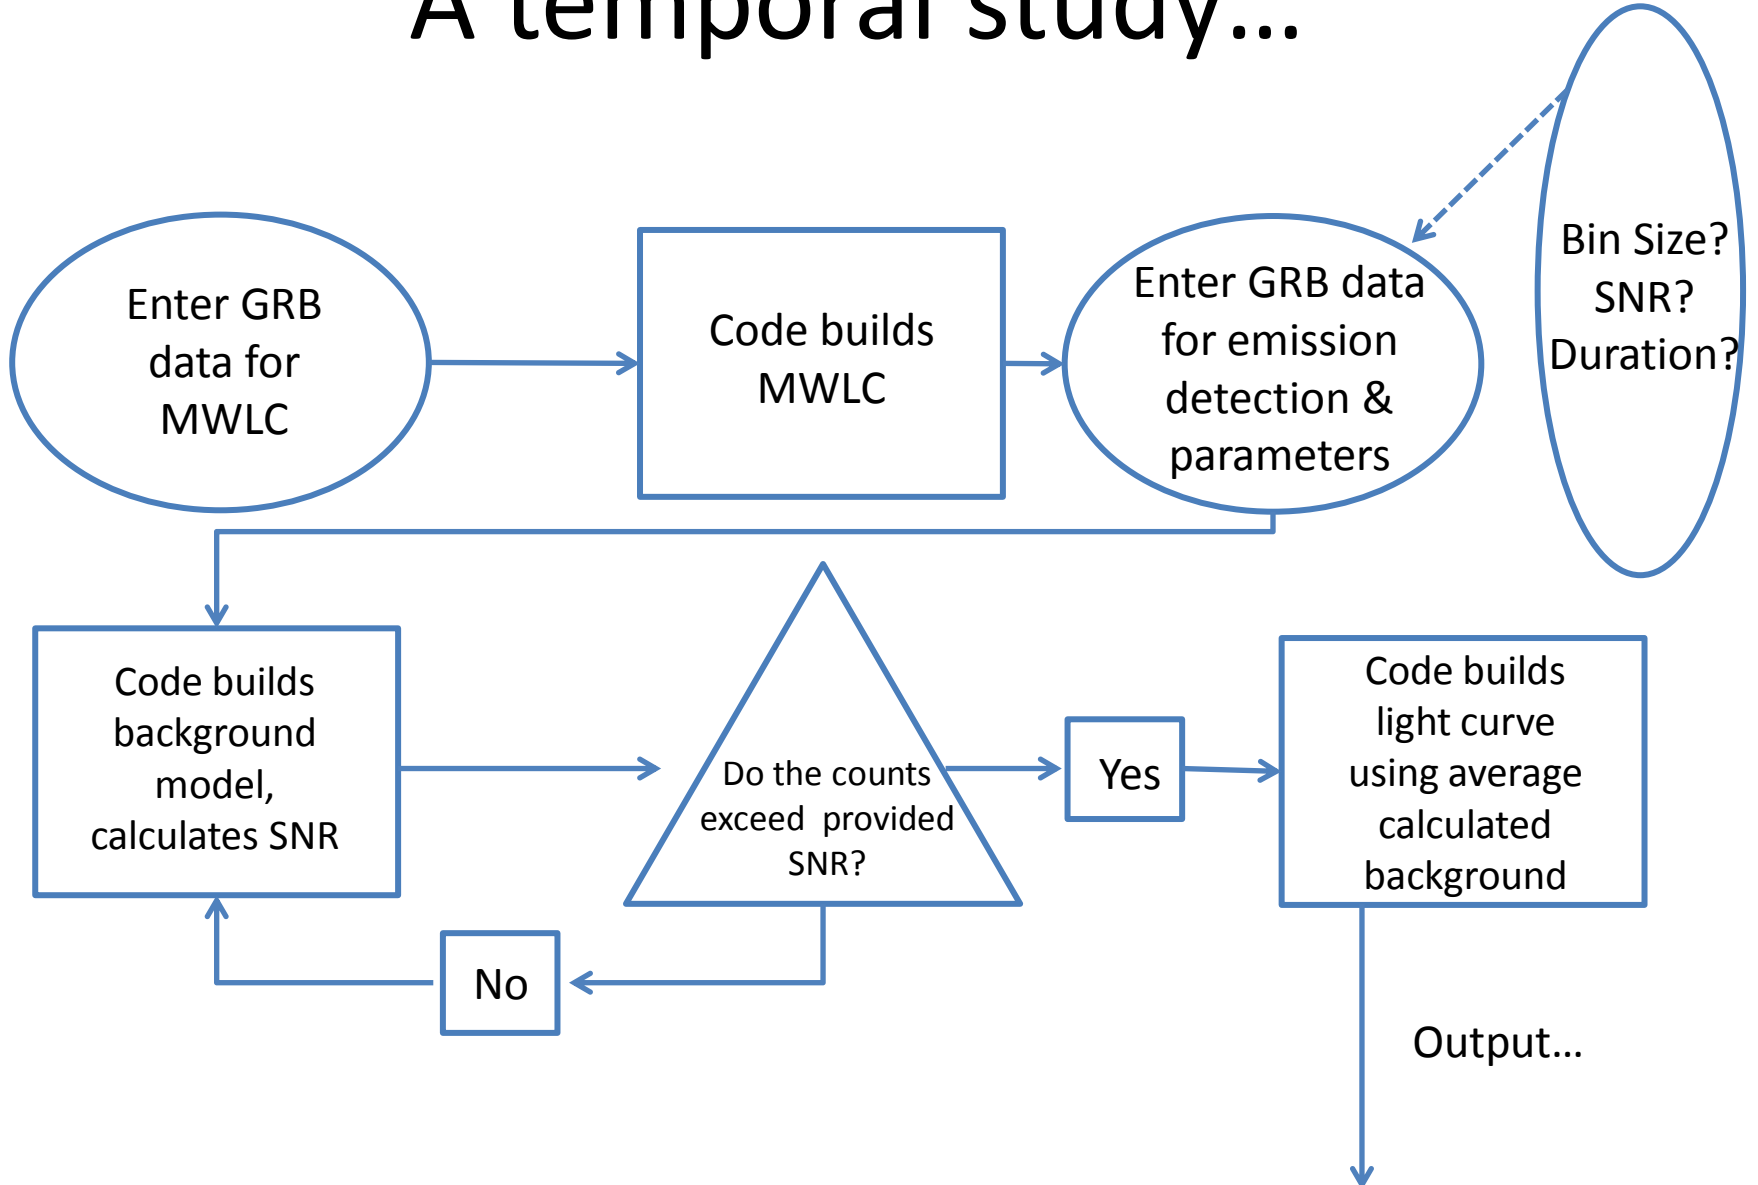 A temporal study…
Enter GRB
data for
MWLC
Code builds
MWLC
Enter GRB data
for emission
detection &
parameters
Bin Size?
SNR?
Duration?
Code builds
background
model,
calculates SNR
Do the counts
exceed provided
SNR?
Yes
No
Code builds
light curve
using average
calculated
background
Output…